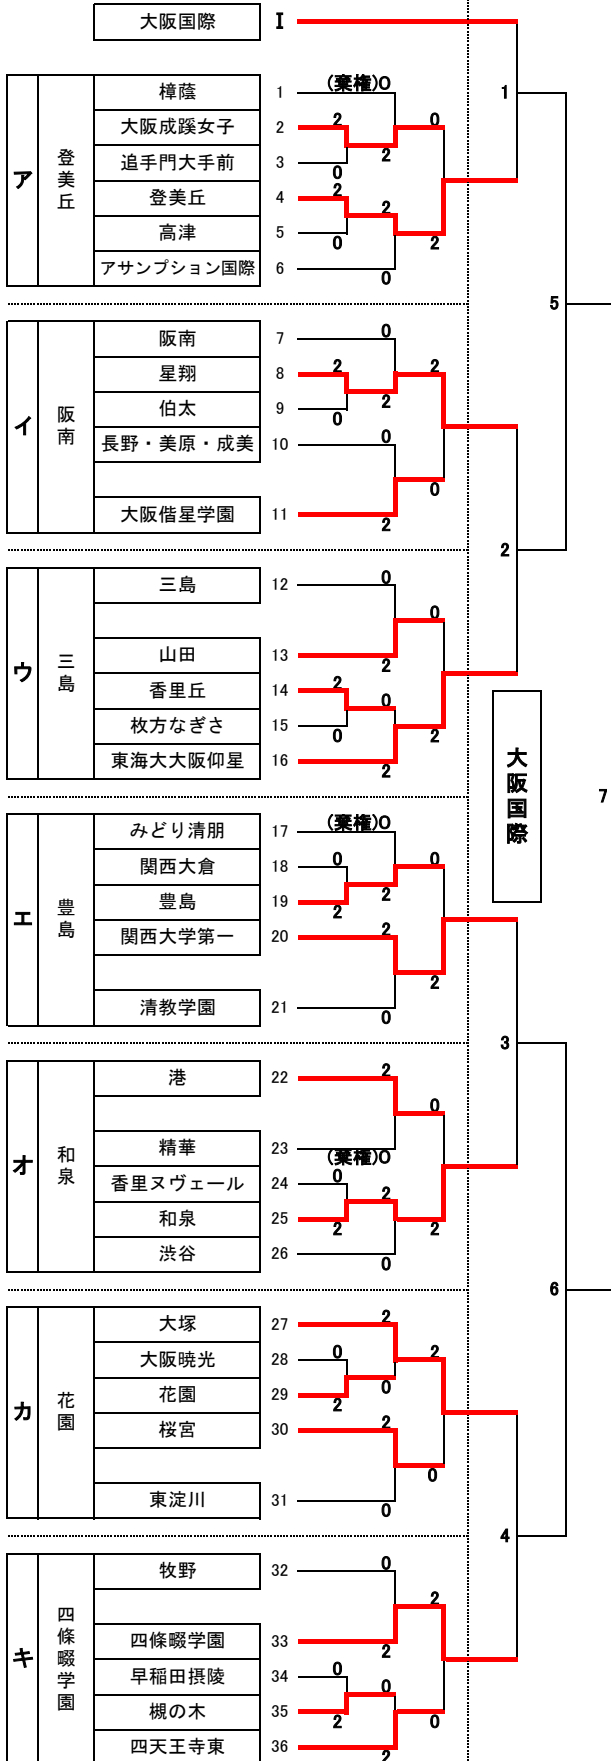 大阪国際 I
1
ア 登美丘
樟蔭 1 (棄権)0
大阪成蹊女子 2 2 0
追手門大手前 3 0 2
登美丘 4 2 2
高津 5 0 2
アサンプション国際 6 0
5
イ 阪南
阪南 7 0
星翔 8 2 2
伯太 9 0 2
長野・美原・成美 10 0
0
大阪偕星学園 11 2
2
ウ 三島
三島 12 0
0
山田 13 2
香里丘 14 2 0
枚方なぎさ 15 0 2
東海大大阪仰星 16 2
大阪国際
7
エ 豊島
みどり清朋 17 (棄権)0
関西大倉 18 0 0
豊島 19 2 2
関西大学第一 20 2
2
清教学園 21 0
3
オ 和泉
港 22 2
0
精華 23 (棄権)0
香里ヌヴェール 24 0 2
和泉 25 2 2
渋谷 26 0
6
カ 花園
大塚 27 2
大阪暁光 28 0 2
花園 29 2 0
桜宮 30 2
0
東淀川 31 0
4
キ 四條畷学園
牧野 32 0
2
四條畷学園 33 2
早稲田摂陵 34 0 0
槻の木 35 2 0
四天王寺東 36 2